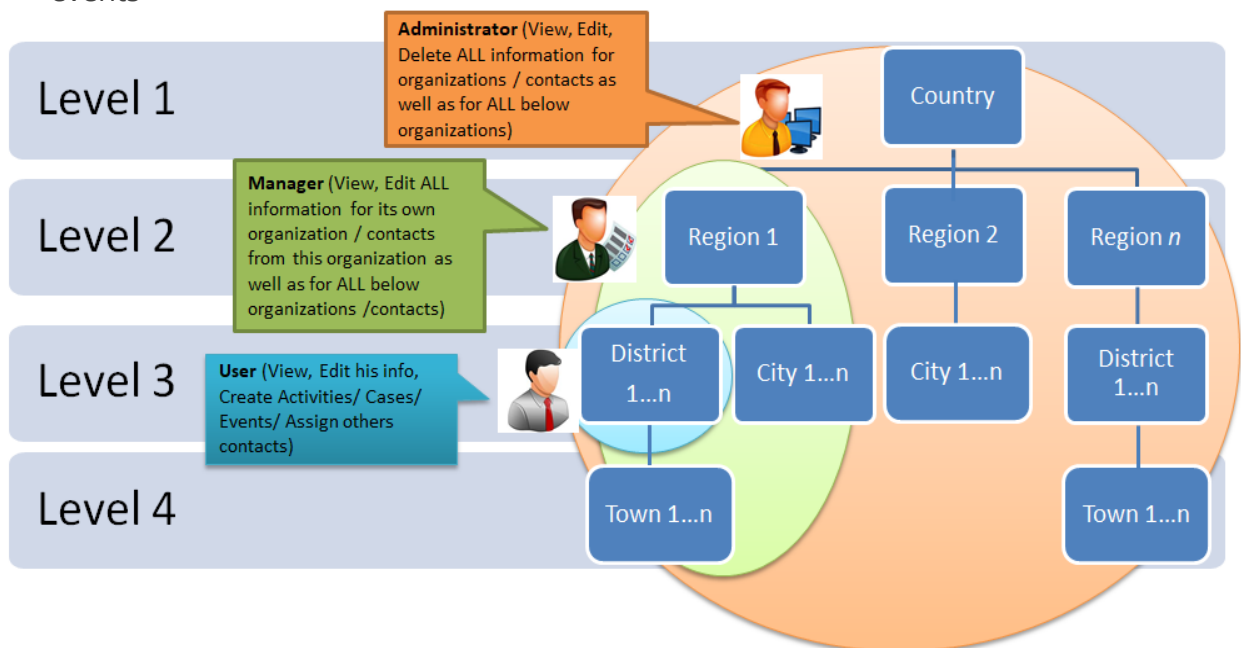 events
Administrator (View, Edit,
Delete ALL information for
organizations / contacts as
well as for ALL below
organizations)
Level 1
Country
Manager (View, Edit ALL
information for its own
organization / contacts
from this organization as
well as for ALL below
organizations /contacts)
Level 2
Region 1
Region 2
Region n
User (View, Edit his info,
Create Activities/ Cases/
Events/ Assign others
contacts)
Level 3
District
1...n
City 1...n
City 1...n
District
1...n
Level 4
Town 1...n
Town 1...n